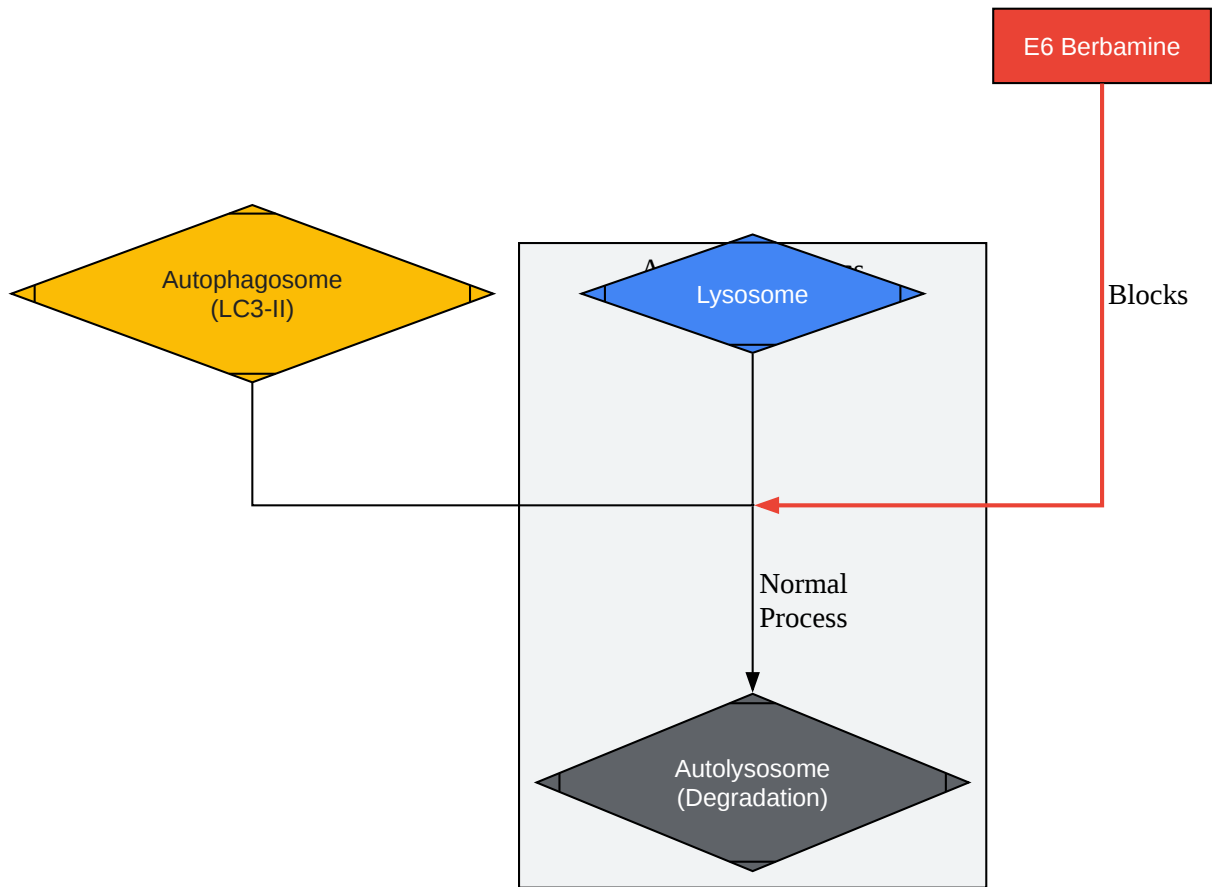 E6 Berbamine
Autophagosome
(LC3-II)
Lysosome
Blocks
Normal
Process
Autolysosome
(Degradation)